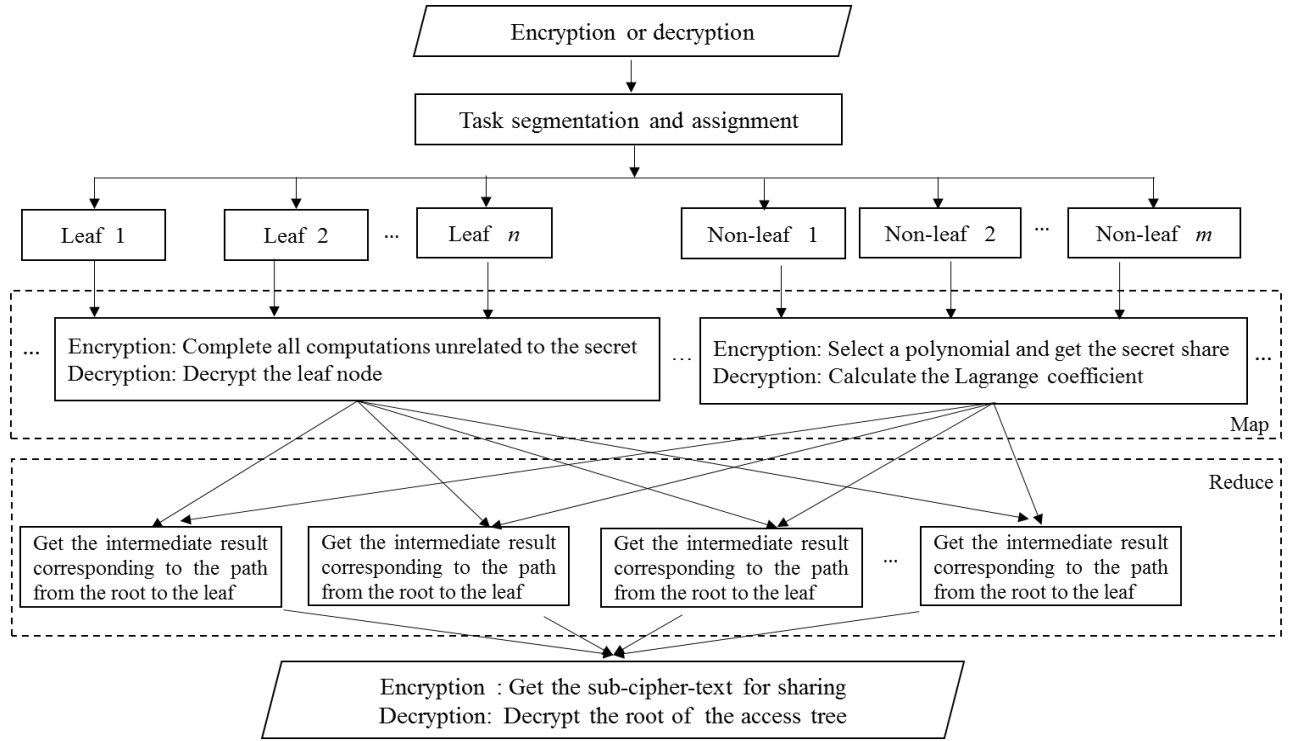 Encryption or decryption
Task segmentation and assignment
Leaf 1
Leaf 2
...
Leaf n
Non-leaf 1
Non-leaf 2
...
Non-leaf m
...
Encryption: Complete all computations unrelated to the secret
Decryption: Decrypt the leaf node
...
Encryption: Select a polynomial and get the secret share
Decryption: Calculate the Lagrange coefficient
...
Map
Reduce
Get the intermediate result
corresponding to the path
from the root to the leaf
Get the intermediate result
corresponding to the path
from the root to the leaf
Get the intermediate result
corresponding to the path
from the root to the leaf
...
Get the intermediate result
corresponding to the path
from the root to the leaf
Encryption : Get the sub-cipher-text for sharing
Decryption: Decrypt the root of the access tree